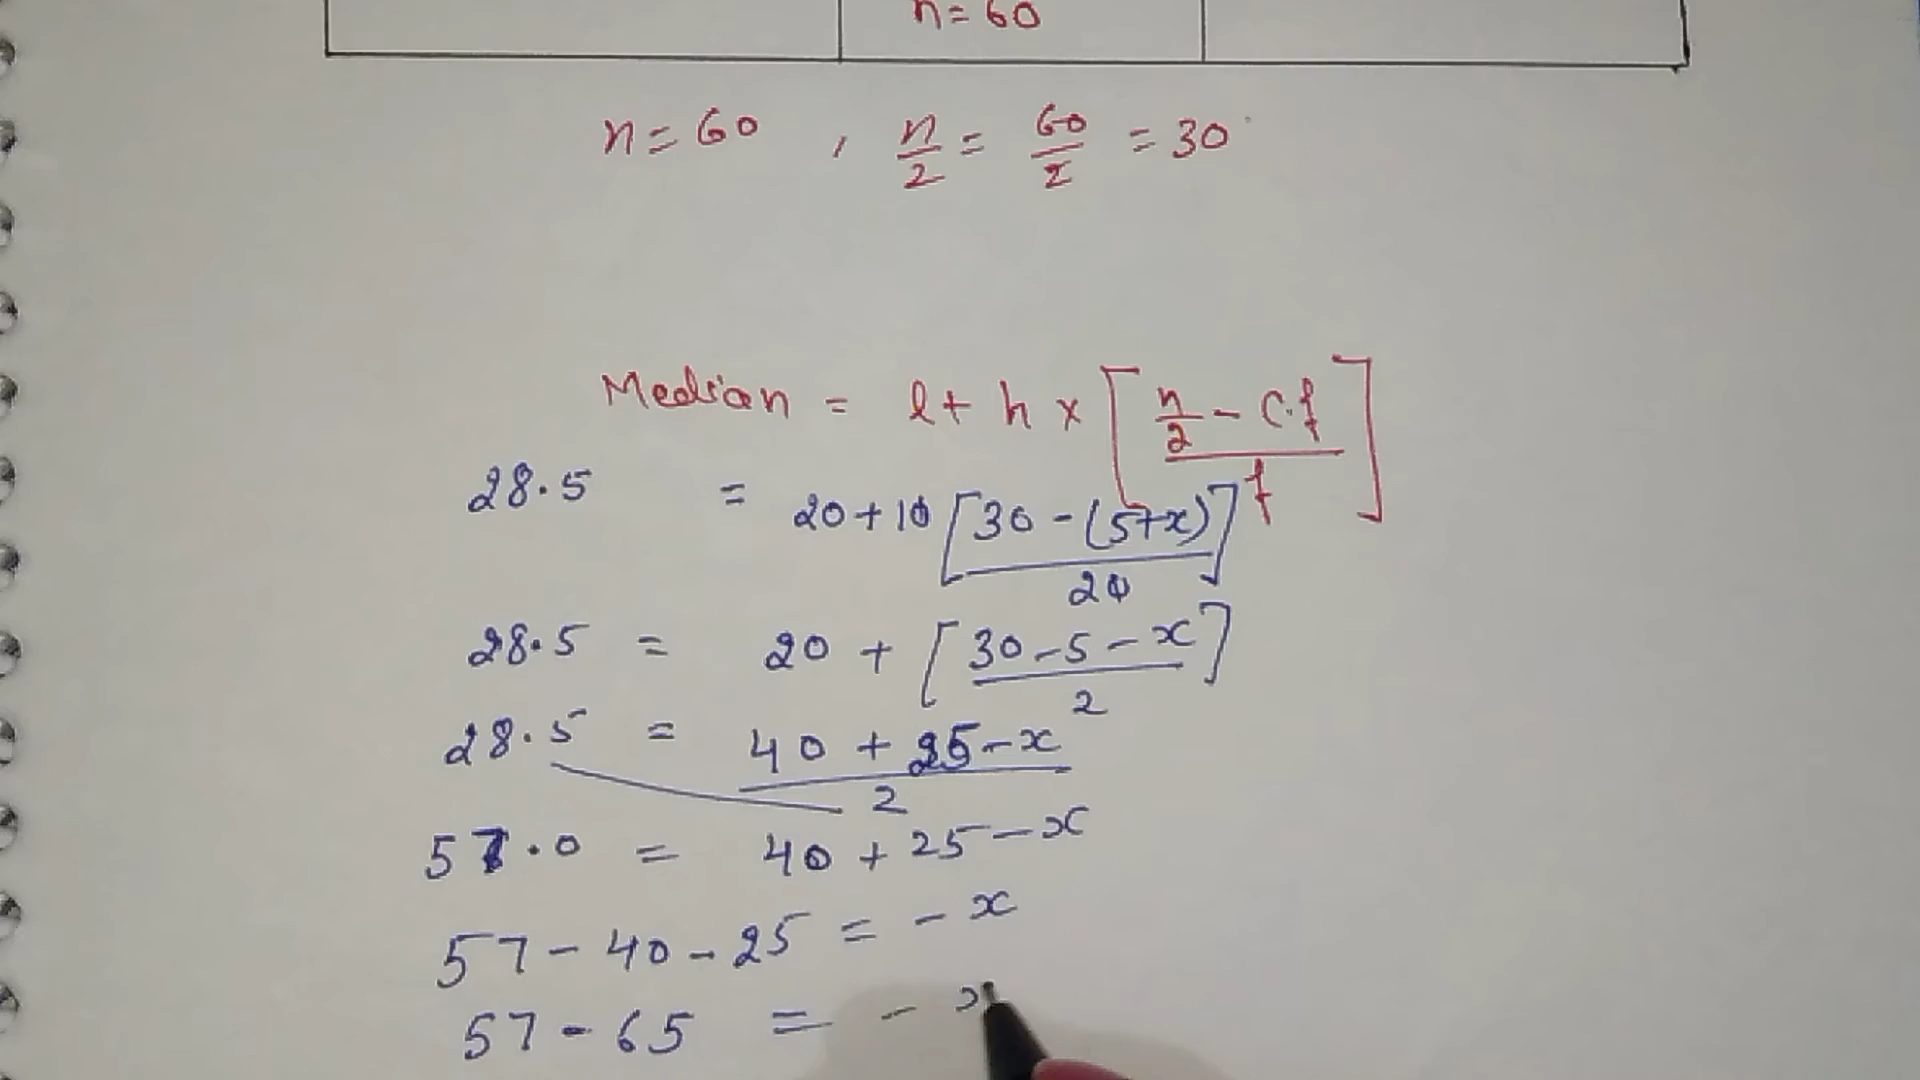 n = 60
n = 60 , n/2 = 60/2 = 30
Median = l + h × [n/2 - c.f / f]
28.5 = 20 + 10 [30 - (5+x) / 20]
28.5 = 20 + [30 - 5 - x / 2]
28.5 = 40 + 25 - x / 2
57.0 = 40 + 25 - x
57 - 40 - 25 = - x
57 - 65 = - x